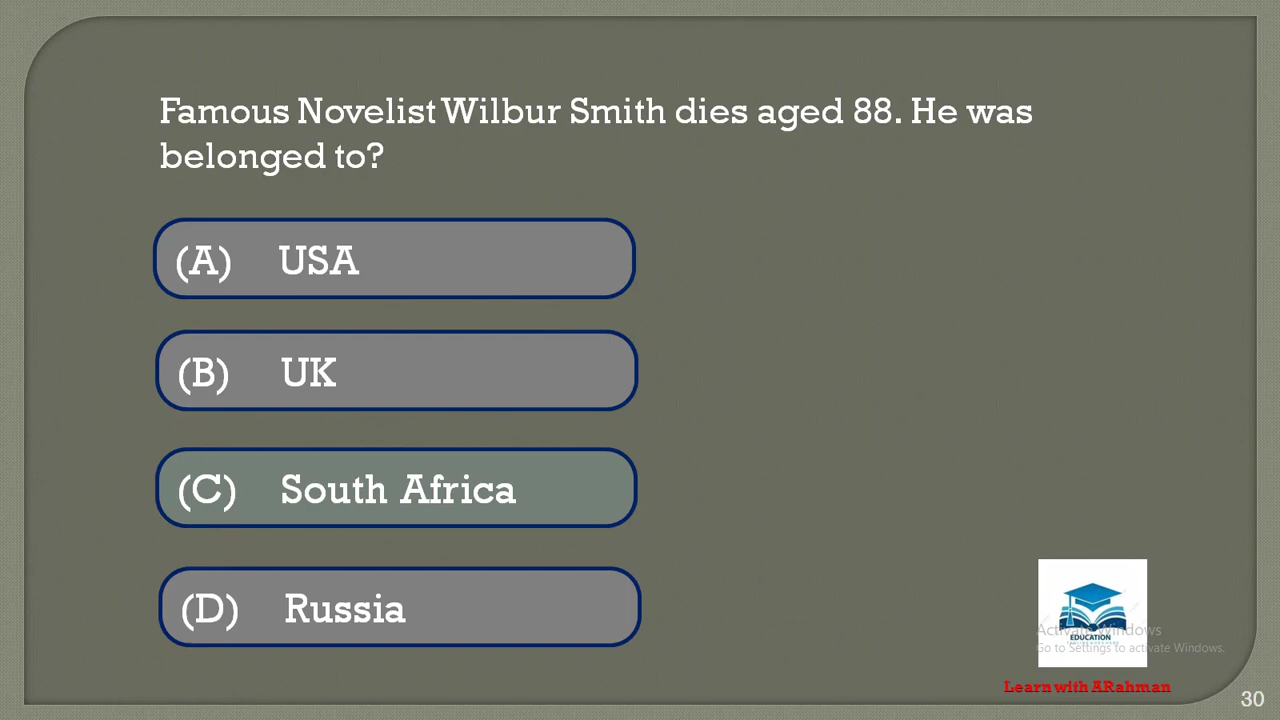 Famous Novelist Wilbur Smith dies aged 88. He was
belonged to?
(A) USA
(B) UK
(C) South Africa
(D) Russia
EDUCATION
Activate Windows
Go to Settings to activate Windows.
Learn with ARahman
30